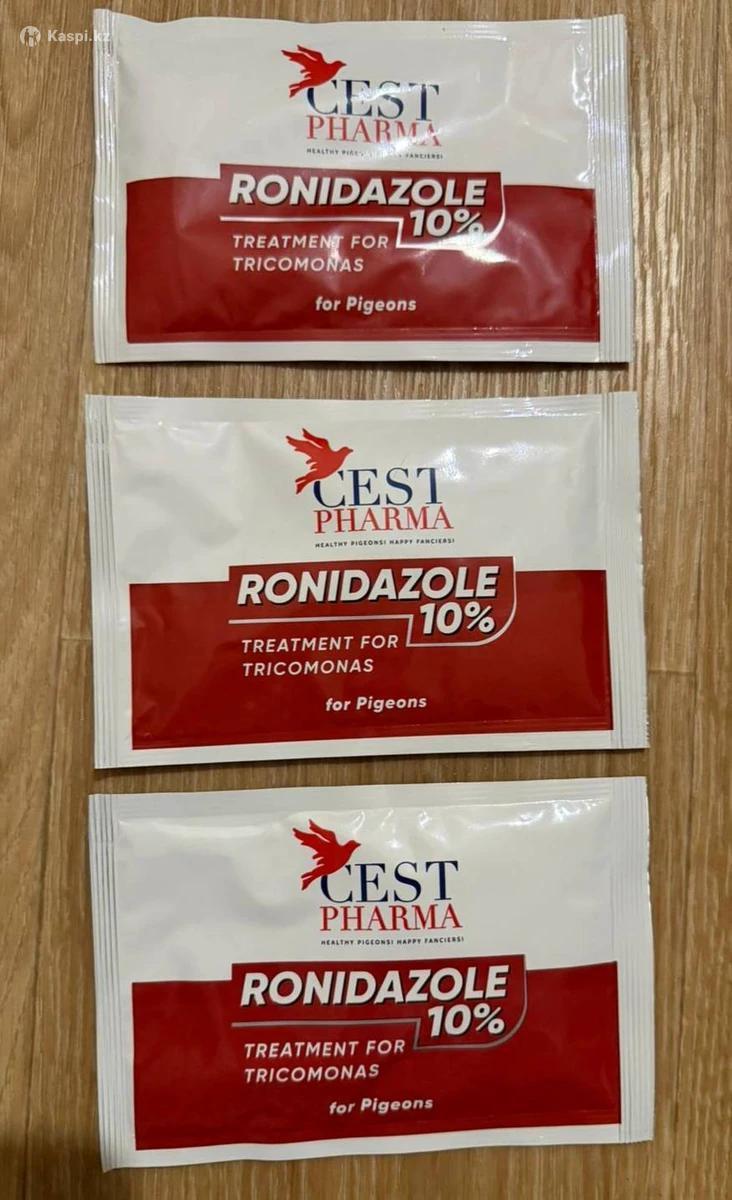 Kaspi.kz
CEST
PHARMA
HEALTHY PIGEONS! HAPPY FANCIERS!
RONIDAZOLE
10%
TREATMENT FOR
TRICOMONAS
for Pigeons
CEST
PHARMA
HEALTHY PIGEONS! HAPPY FANCIERS!
RONIDAZOLE
10%
TREATMENT FOR
TRICOMONAS
for Pigeons
CEST
PHARMA
HEALTHY PIGEONS! HAPPY FANCIERS!
RONIDAZOLE
10%
TREATMENT FOR
TRICOMONAS
for Pigeons